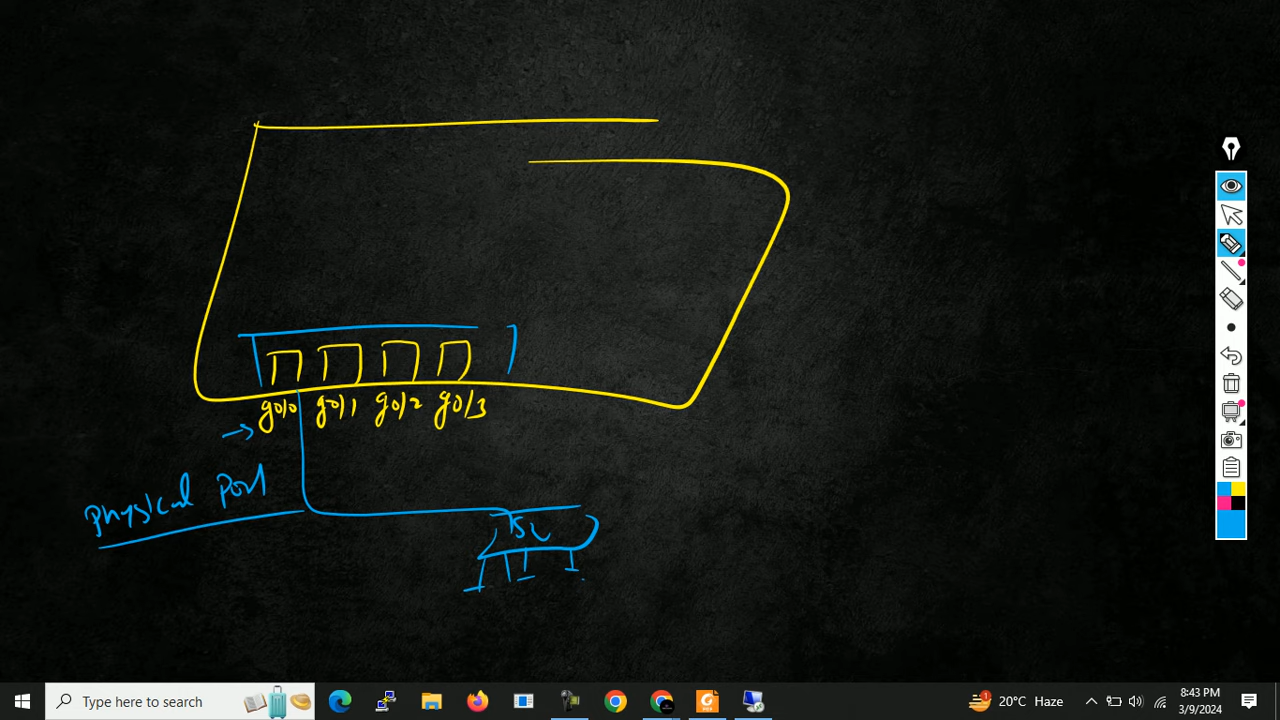 g0/0 g0/1 g0/2 g0/3
Physical Port
Type here to search
20°C Haze
8:43 PM
3/9/2024